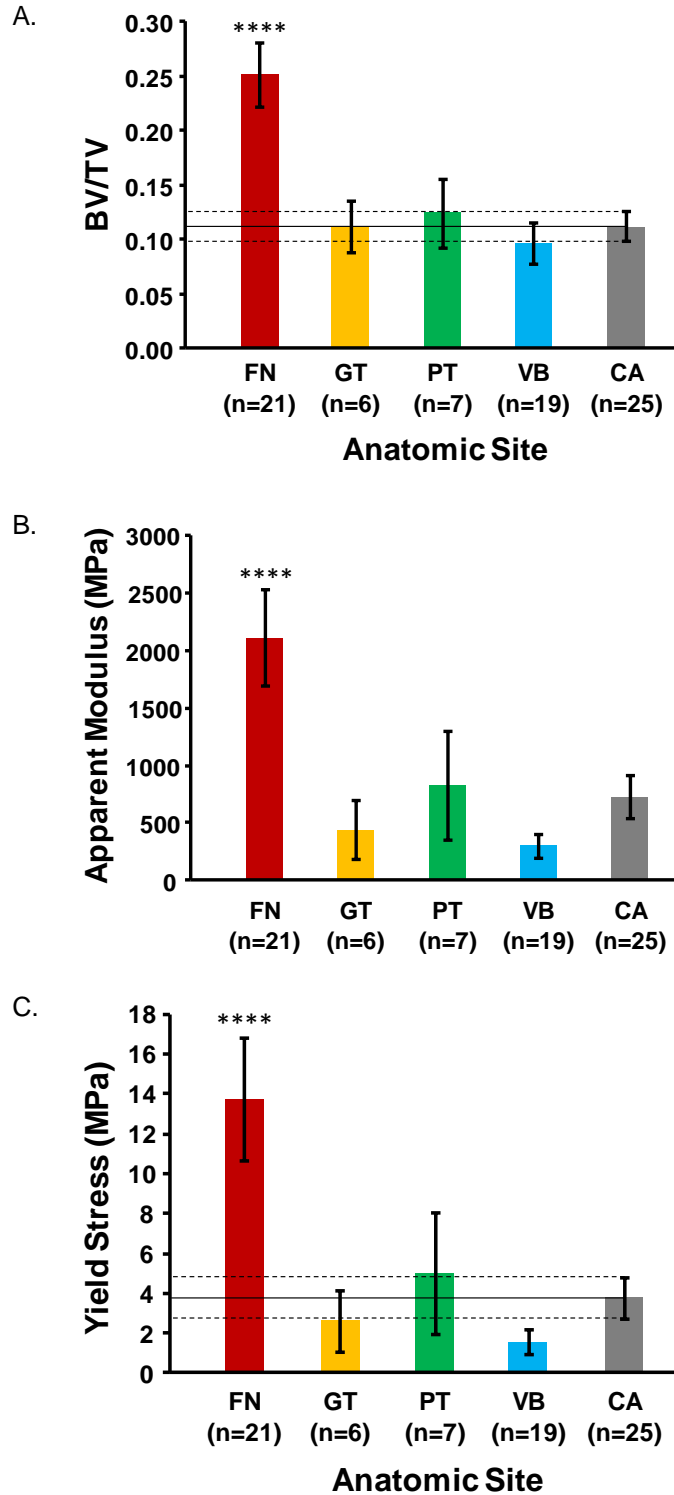 A.
BV/TV
0.30
0.25
0.20
0.15
0.10
0.05
0.00
****
FN GT PT VB CA
(n=21) (n=6) (n=7) (n=19) (n=25)
Anatomic Site
B.
Apparent Modulus (MPa)
3000
2500
2000
1500
1000
500
0
****
FN GT PT VB CA
(n=21) (n=6) (n=7) (n=19) (n=25)
C.
Yield Stress (MPa)
18
16
14
12
10
8
6
4
2
0
****
FN GT PT VB CA
(n=21) (n=6) (n=7) (n=19) (n=25)
Anatomic Site